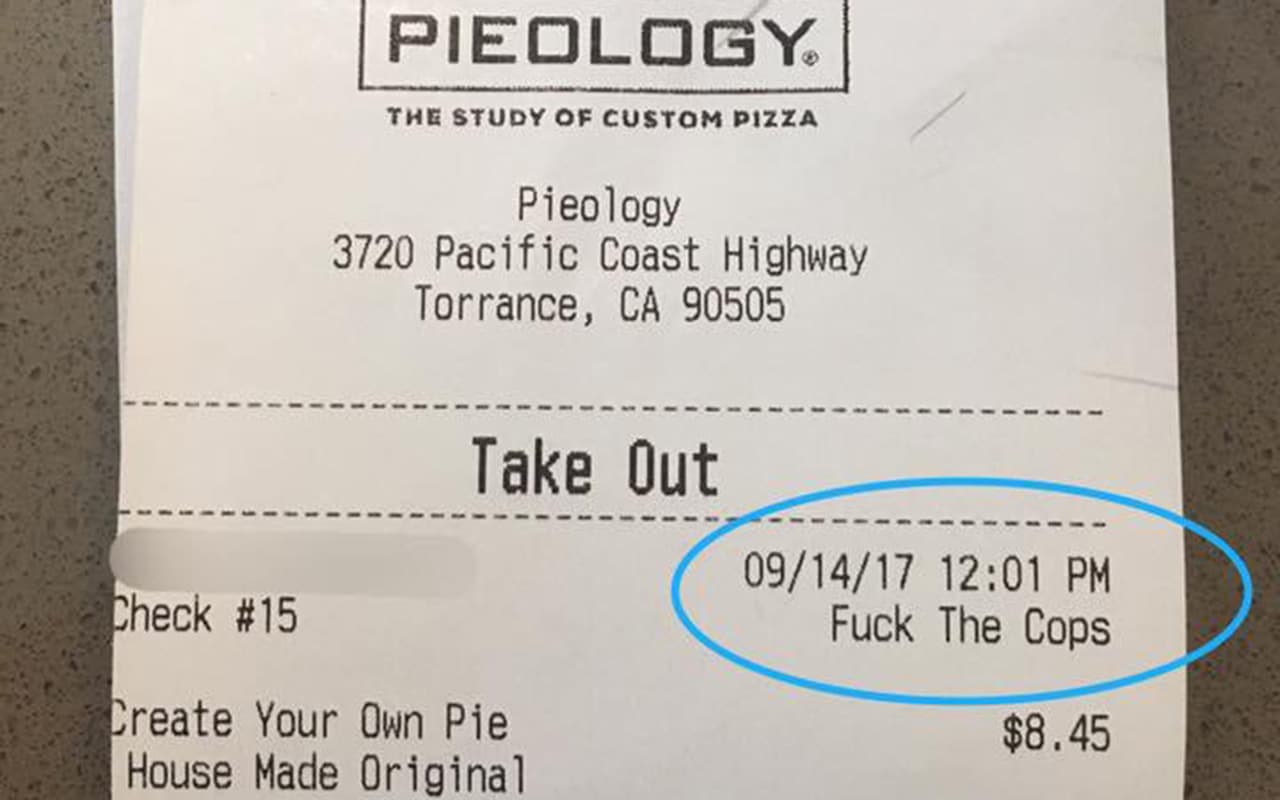 PIEOLOGY®
THE STUDY OF CUSTOM PIZZA
Pieology
3720 Pacific Coast Highway
Torrance, CA 90505
Take Out
09/14/17 12:01 PM
Check #15 Fuck The Cops
Create Your Own Pie $8.45
House Made Original